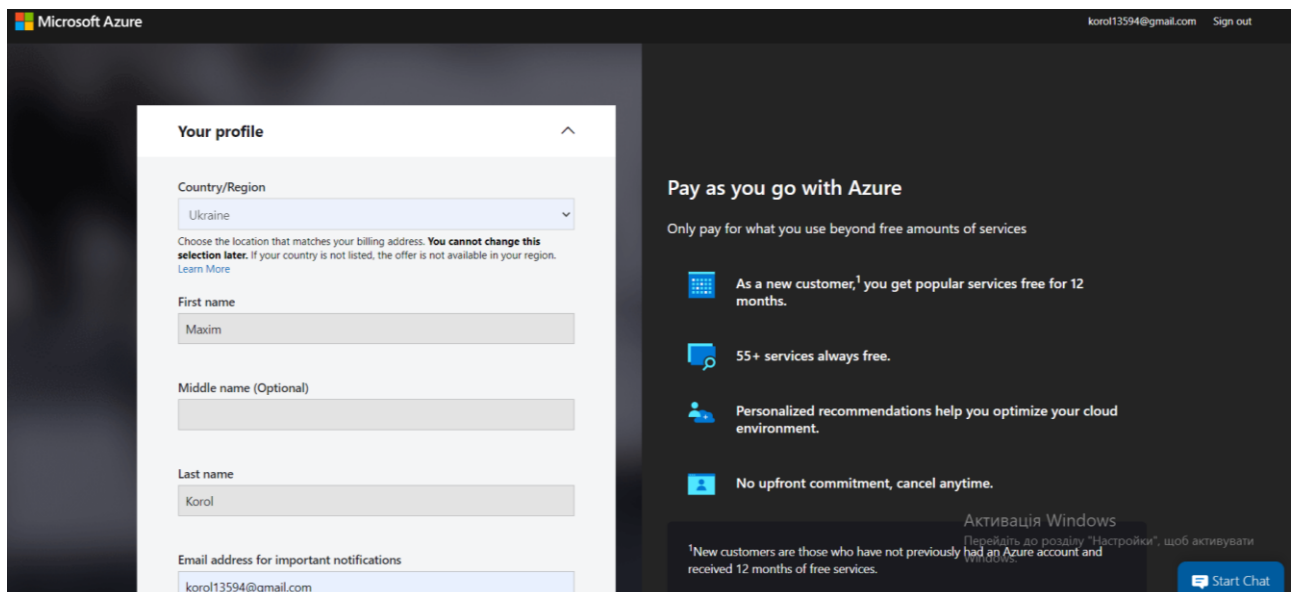 Microsoft Azure
korol13594@gmail.com Sign out
Your profile
Country/Region
Ukraine
Choose the location that matches your billing address. You cannot change this
selection later. If your country is not listed, the offer is not available in your region.
Learn More
First name
Maxim
Middle name (Optional)
Last name
Korol
Email address for important notifications
korol13594@gmail.com
Pay as you go with Azure
Only pay for what you use beyond free amounts of services
As a new customer,1 you get popular services free for 12
months.
55+ services always free.
Personalized recommendations help you optimize your cloud
environment.
No upfront commitment, cancel anytime.
Активація Windows
Перейдіть до розділу "Настройки", щоб активувати
Windows.
1New customers are those who have not previously had an Azure account and
received 12 months of free services.
Start Chat